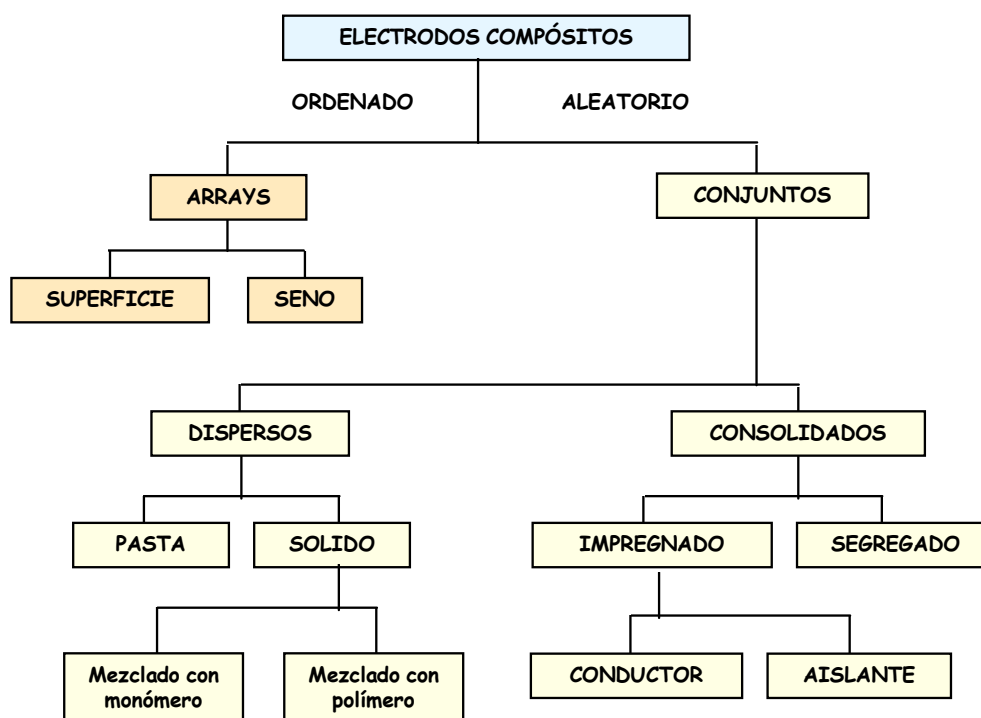 ELECTRODOS COMPÓSITOS
ORDENADO
ALEATORIO
ARRAYS
CONJUNTOS
SUPERFICIE
SENO
DISPERSOS
CONSOLIDADOS
PASTA
SOLIDO
IMPREGNADO
SEGREGADO
Mezclado con
monómero
Mezclado con
polímero
CONDUCTOR
AISLANTE